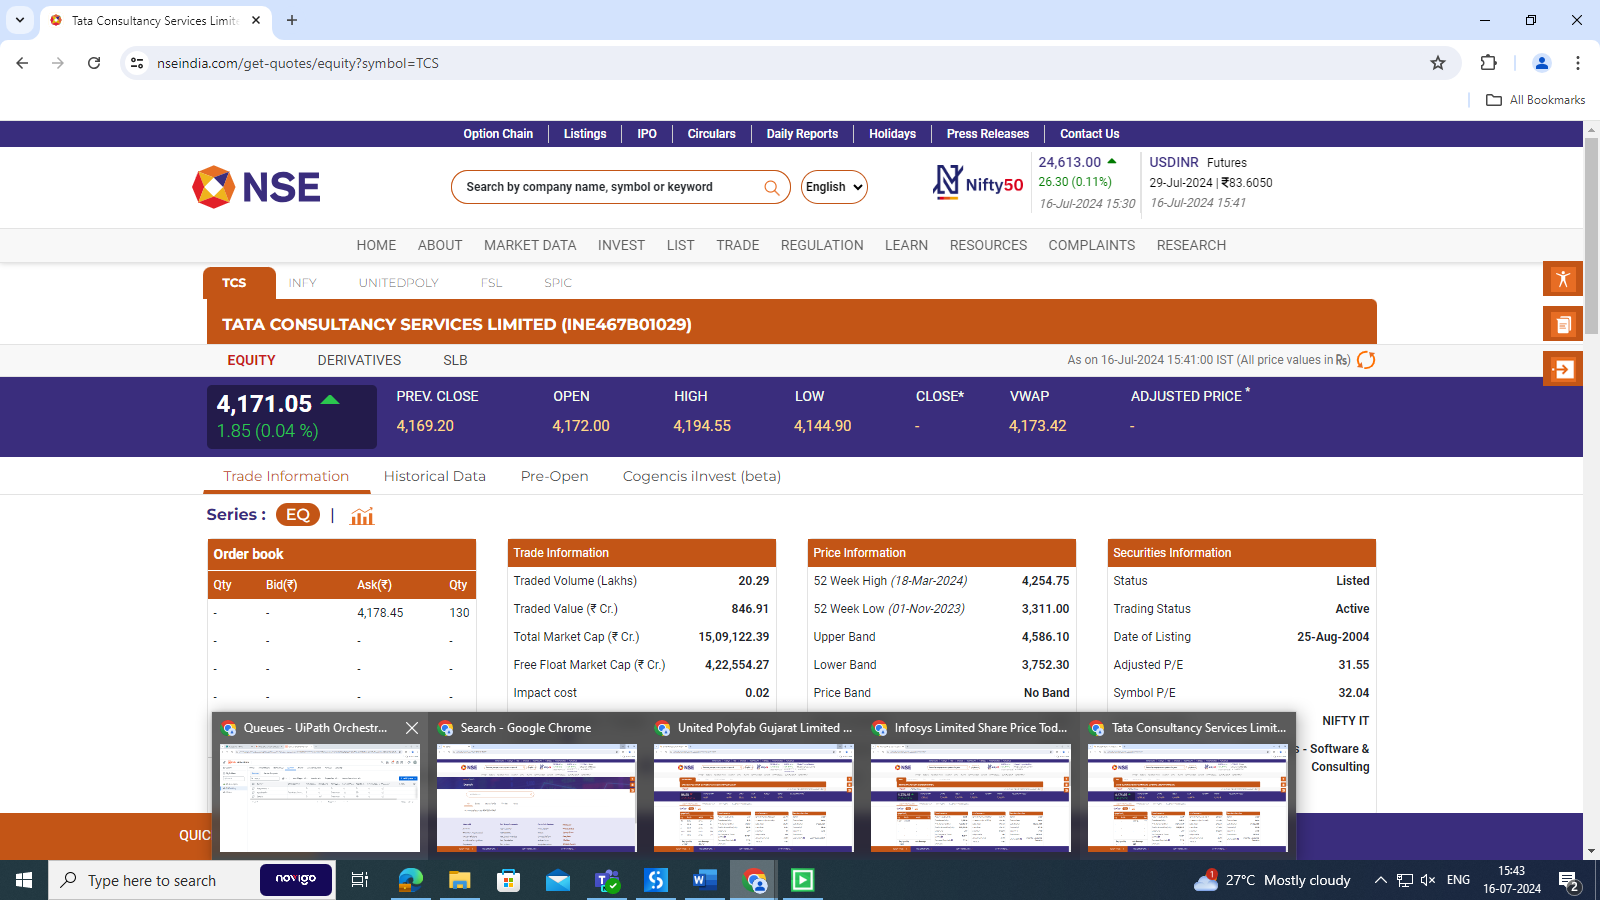 Tata Consultancy Services Limite
nseindia.com/get-quotes/equity?symbol=TCS
All Bookmarks
Option Chain Listings IPO Circulars Daily Reports Holidays Press Releases Contact Us
NSE
Search by company name, symbol or keyword
English
Nifty50
24,613.00
26.30 (0.11%)
16-Jul-2024 15:30
USDINR Futures
29-Jul-2024 | ₹83.6050
16-Jul-2024 15:41
HOME ABOUT MARKET DATA INVEST LIST TRADE REGULATION LEARN RESOURCES COMPLAINTS RESEARCH
TCS INFY UNITEDPOLY FSL SPIC
TATA CONSULTANCY SERVICES LIMITED (INE467B01029)
EQUITY DERIVATIVES SLB
As on 16-Jul-2024 15:41:00 IST (All price values in ₨)
4,171.05
1.85 (0.04 %)
PREV. CLOSE OPEN HIGH LOW CLOSE* VWAP ADJUSTED PRICE *
4,169.20 4,172.00 4,194.55 4,144.90 - 4,173.42 -
Trade Information Historical Data Pre-Open Cogencis iInvest (beta)
Series : EQ |
Order book
Qty Bid(₹) Ask(₹) Qty
- - 4,178.45 130
- - - -
- - - -
- - - -
Trade Information
Traded Volume (Lakhs) 20.29
Traded Value (₹ Cr.) 846.91
Total Market Cap (₹ Cr.) 15,09,122.39
Free Float Market Cap (₹ Cr.) 4,22,554.27
Impact cost 0.02
Price Information
52 Week High (18-Mar-2024) 4,254.75
52 Week Low (01-Nov-2023) 3,311.00
Upper Band 4,586.10
Lower Band 3,752.30
Price Band No Band
Securities Information
Status Listed
Trading Status Active
Date of Listing 25-Aug-2004
Adjusted P/E 31.55
Symbol P/E 32.04
NIFTY IT
s - Software &
Consulting
QUIC
Queues - UiPath Orchestr...
Search - Google Chrome
United Polyfab Gujarat Limited ...
Infosys Limited Share Price Tod...
Tata Consultancy Services Limit...
Type here to search
novigo
1
27°C Mostly cloudy
ENG
15:43
16-07-2024
2